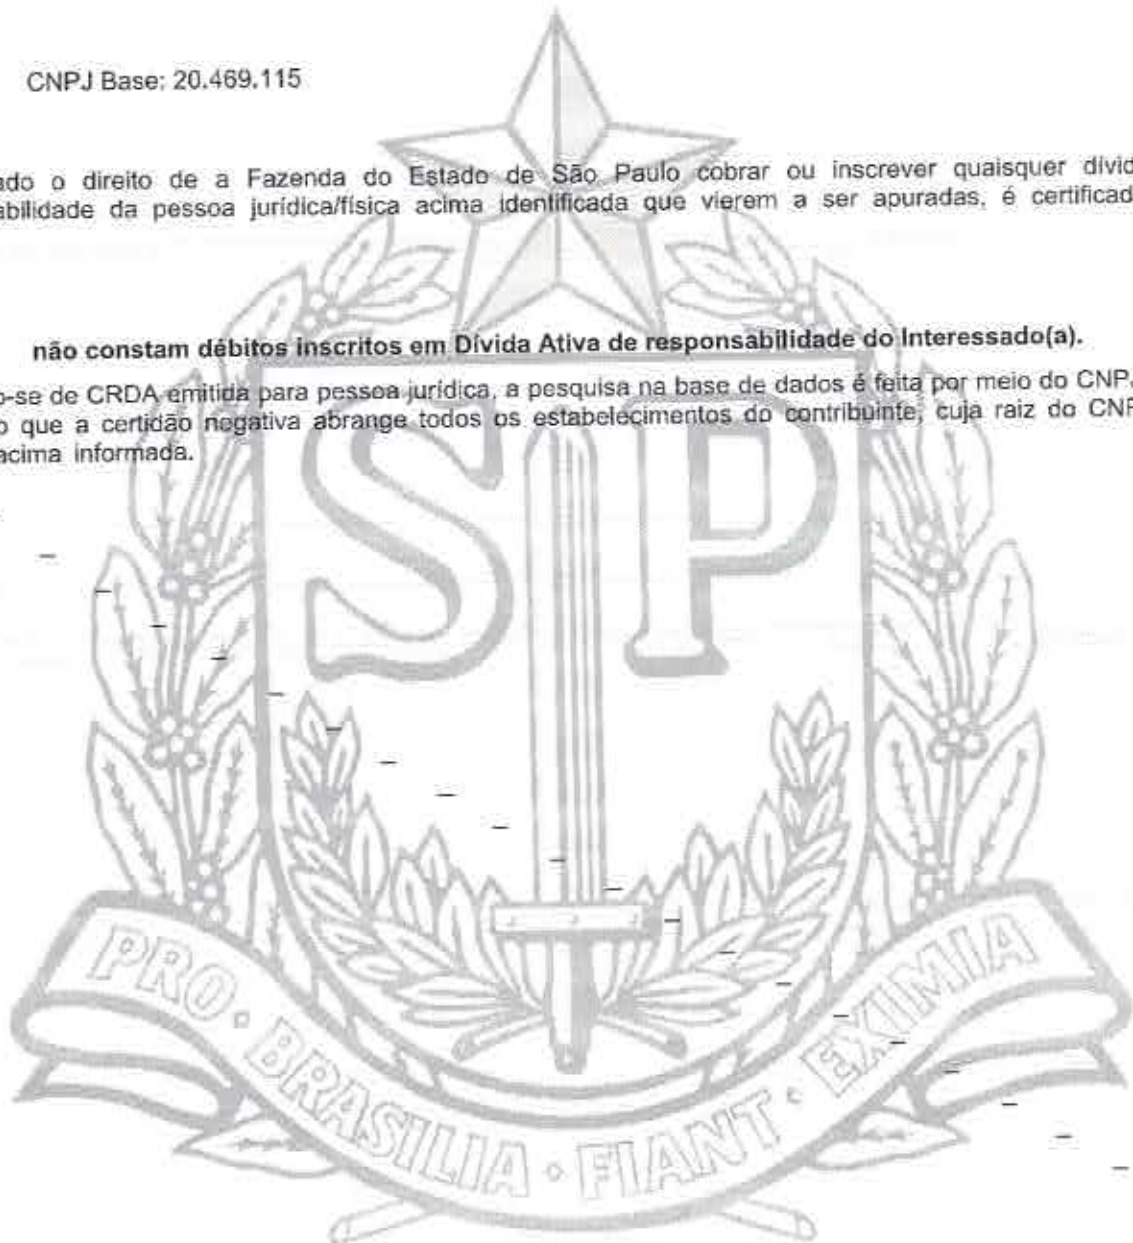 CNPJ Base: 20.469.115
ado o direito de a Fazenda do Estado de São Paulo cobrar ou inscrever quaisquer dívid
abilidade da pessoa jurídica/física acima identificada que vierem a ser apuradas, é certificad
não constam débitos inscritos em Dívida Ativa de responsabilidade do Interessado(a).
o-se de CRDA emitida para pessoa jurídica, a pesquisa na base de dados é feita por meio do CNPJ
o que a certidão negativa abrange todos os estabelecimentos do contribuinte, cuja raiz do CNP
acima informada.
SP
PRO · BRASILIA · FIANT · EXIMIA